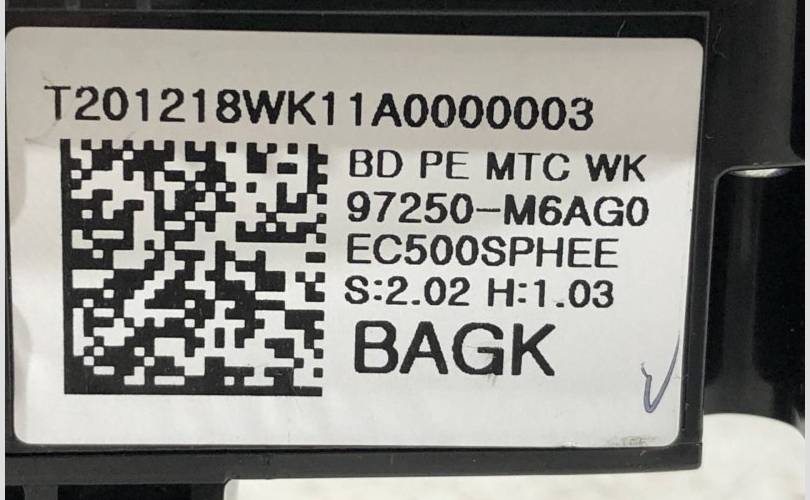 T201218WK11A0000003
BD PE MTC WK
97250-M6AG0
EC500SPHEE
S:2.02 H:1.03
BAGK